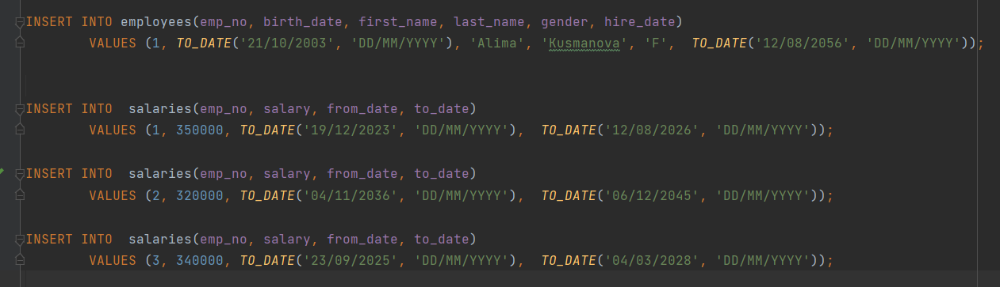 INSERT INTO employees(emp_no, birth_date, first_name, last_name, gender, hire_date)
VALUES (1, TO_DATE('21/10/2003', 'DD/MM/YYYY'), 'Alima', 'Kusmanova', 'F',  TO_DATE('12/08/2056', 'DD/MM/YYYY'));
INSERT INTO  salaries(emp_no, salary, from_date, to_date)
VALUES (1, 350000, TO_DATE('19/12/2023', 'DD/MM/YYYY'),  TO_DATE('12/08/2026', 'DD/MM/YYYY'));
INSERT INTO  salaries(emp_no, salary, from_date, to_date)
VALUES (2, 320000, TO_DATE('04/11/2036', 'DD/MM/YYYY'),  TO_DATE('06/12/2045', 'DD/MM/YYYY'));
INSERT INTO  salaries(emp_no, salary, from_date, to_date)
VALUES (3, 340000, TO_DATE('23/09/2025', 'DD/MM/YYYY'),  TO_DATE('04/03/2028', 'DD/MM/YYYY'));